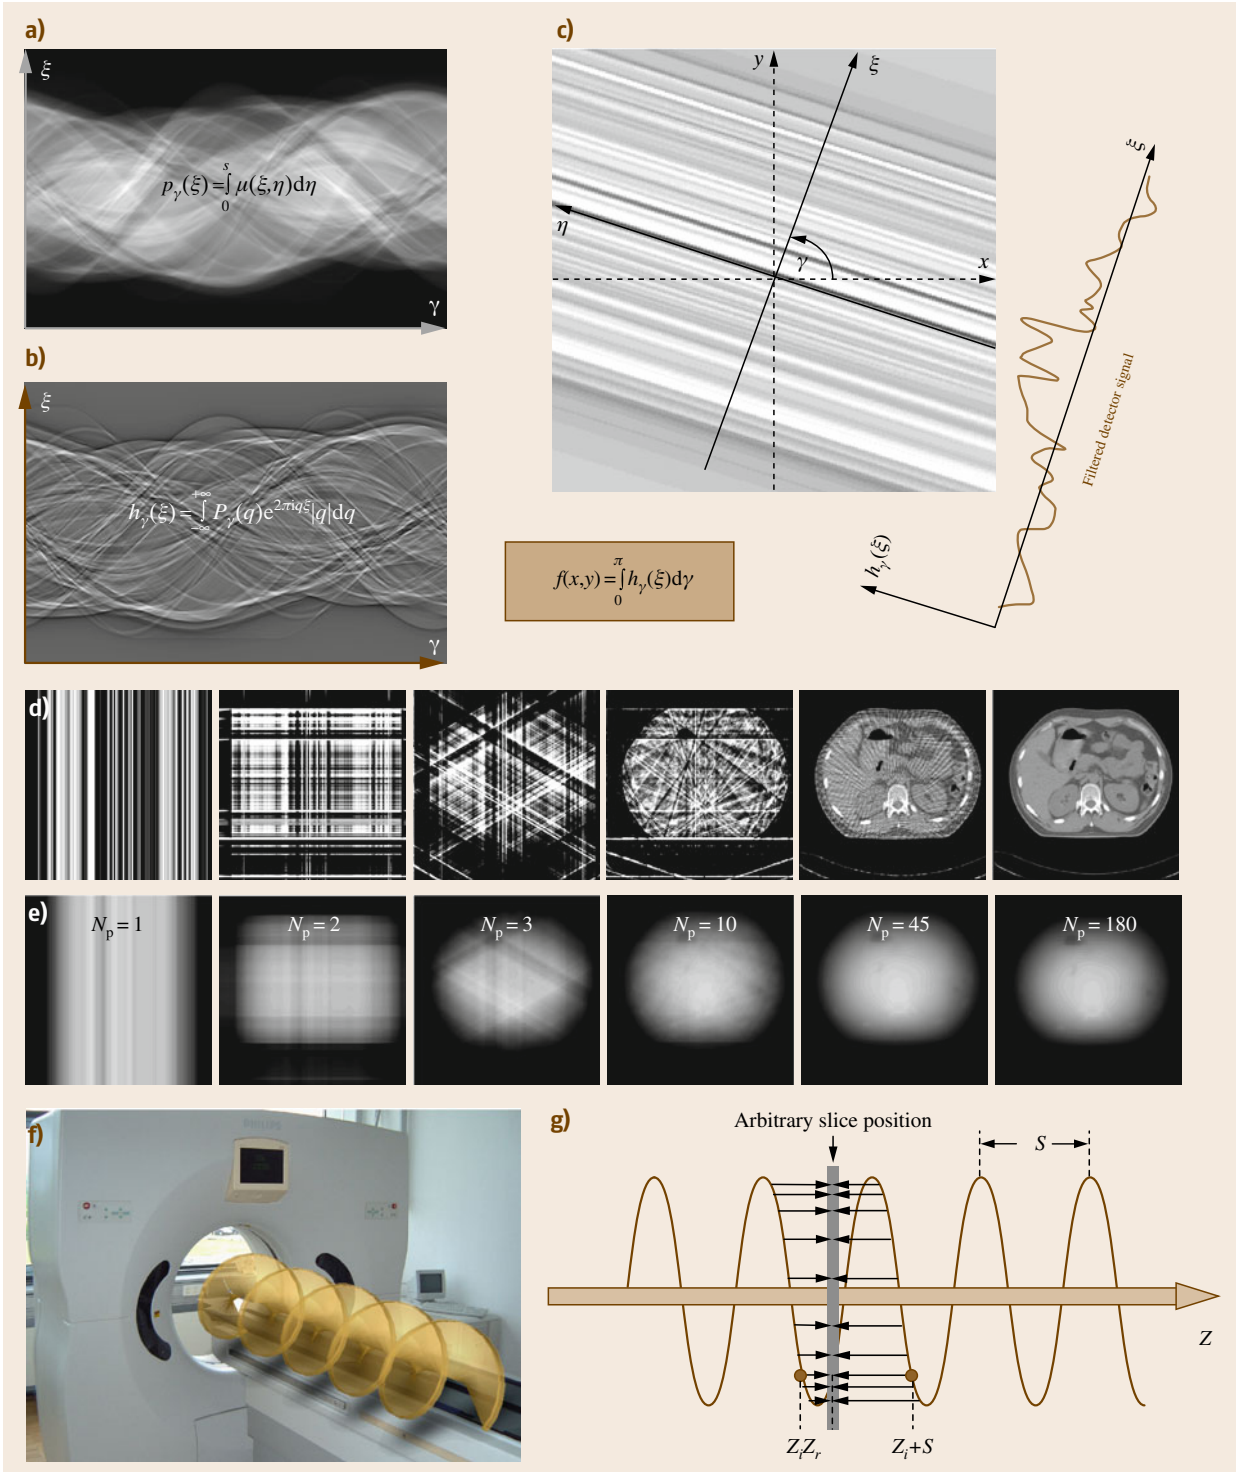 a)
ξ
p_γ(ξ) = ∫_0^s μ(ξ,η)dη
γ
b)
ξ
h_γ(ξ) = ∫_{−∞}^{+∞} P_γ(q)e^{2πiqξ}|q|dq
γ
c)
y
ξ
η
γ
x
ξ
Filtered detector signal
h_γ(ξ)
f(x,y) = ∫_0^π h_γ(ξ)dγ
d)
e)
N_p = 1
N_p = 2
N_p = 3
N_p = 10
N_p = 45
N_p = 180
f)
PHILIPS
g)
Arbitrary slice position
S
Z
Z_i Z_r
Z_i+S